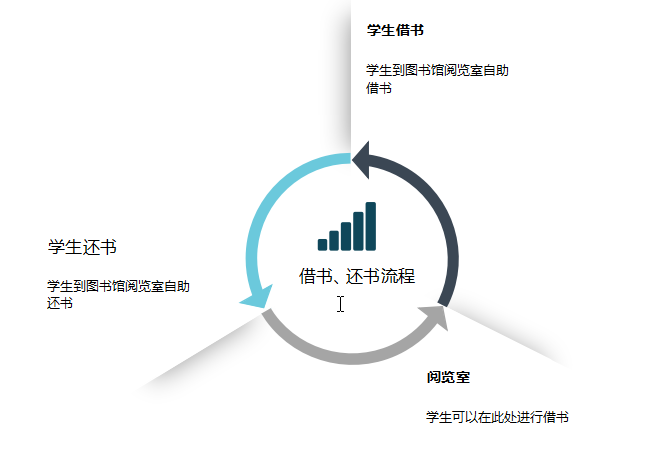 学生借书
学生到图书馆阅览室自助
借书
学生还书
学生到图书馆阅览室自助
还书
借书、还书流程
阅览室
学生可以在此处进行借书